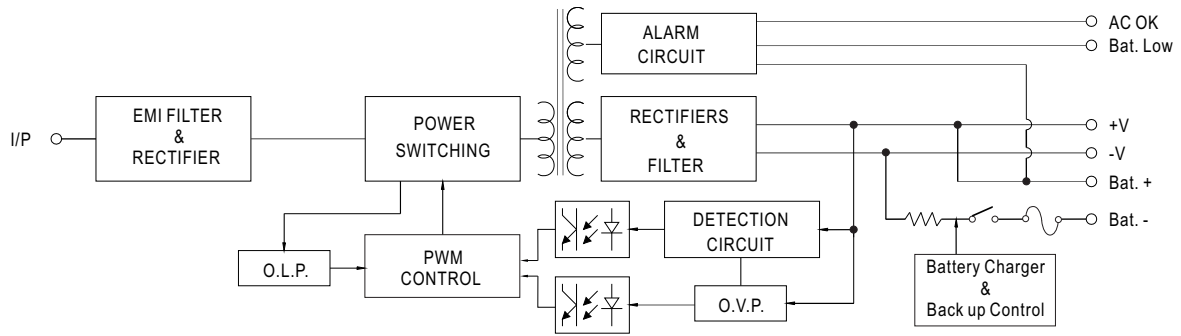 I/P
EMI FILTER
&
RECTIFIER
POWER
SWITCHING
ALARM
CIRCUIT
AC OK
Bat. Low
RECTIFIERS
&
FILTER
+V
-V
Bat. +
Bat. -
O.L.P.
PWM
CONTROL
DETECTION
CIRCUIT
O.V.P.
Battery Charger
&
Back up Control